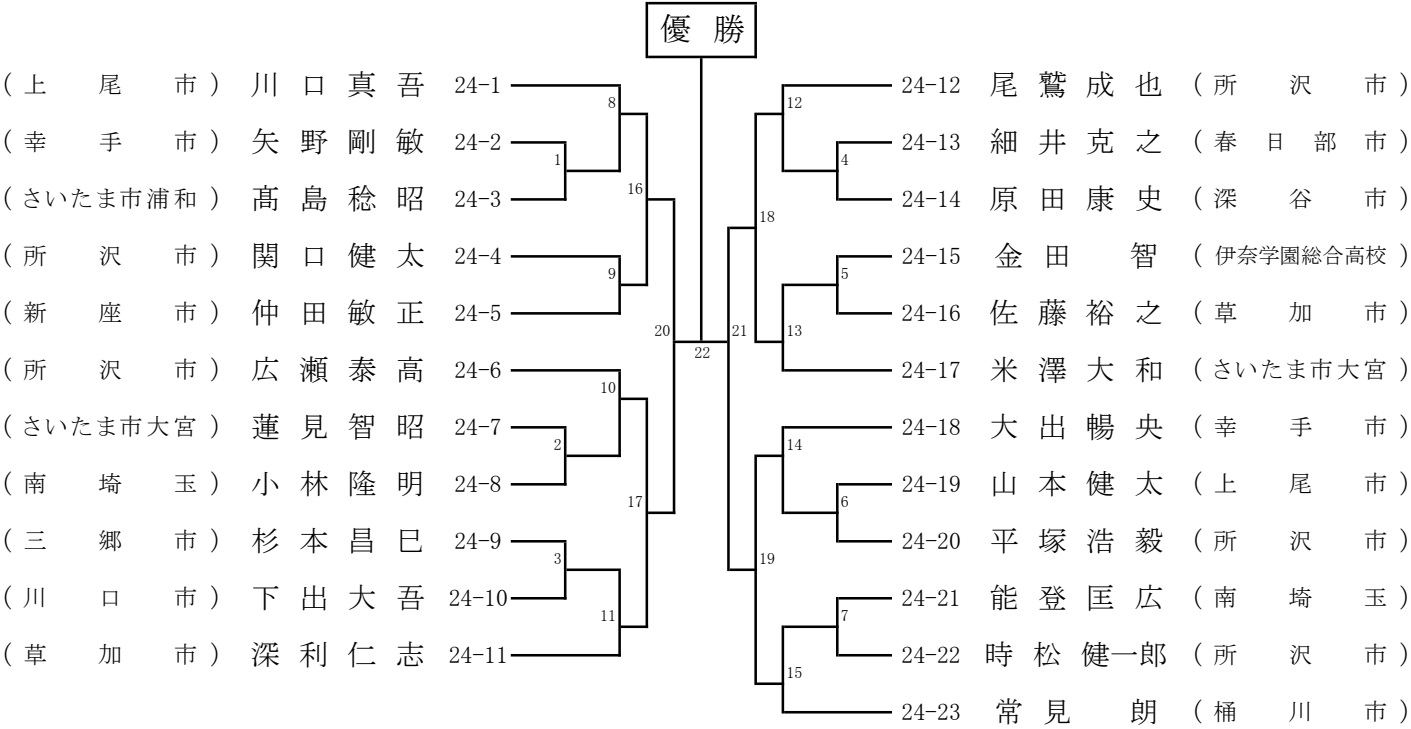 優勝
(上尾市) 川口真吾 24-1
(幸手市) 矢野剛敏 24-2
(さいたま市浦和) 髙島稔昭 24-3
(所沢市) 関口健太 24-4
(新座市) 仲田敏正 24-5
(所沢市) 広瀬泰高 24-6
(さいたま市大宮) 蓮見智昭 24-7
(南埼玉) 小林隆明 24-8
(三郷市) 杉本昌巳 24-9
(川口市) 下出大吾 24-10
(草加市) 深利仁志 24-11
8
1
16
9
20
10
2
17
3
11
22
21
12
4
18
5
13
14
6
19
7
15
24-12 尾鷲成也 (所沢市)
24-13 細井克之 (春日部市)
24-14 原田康史 (深谷市)
24-15 金田智 (伊奈学園総合高校)
24-16 佐藤裕之 (草加市)
24-17 米澤大和 (さいたま市大宮)
24-18 大出暢央 (幸手市)
24-19 山本健太 (上尾市)
24-20 平塚浩毅 (所沢市)
24-21 能登匡広 (南埼玉)
24-22 時松健一郎 (所沢市)
24-23 常見朗 (桶川市)